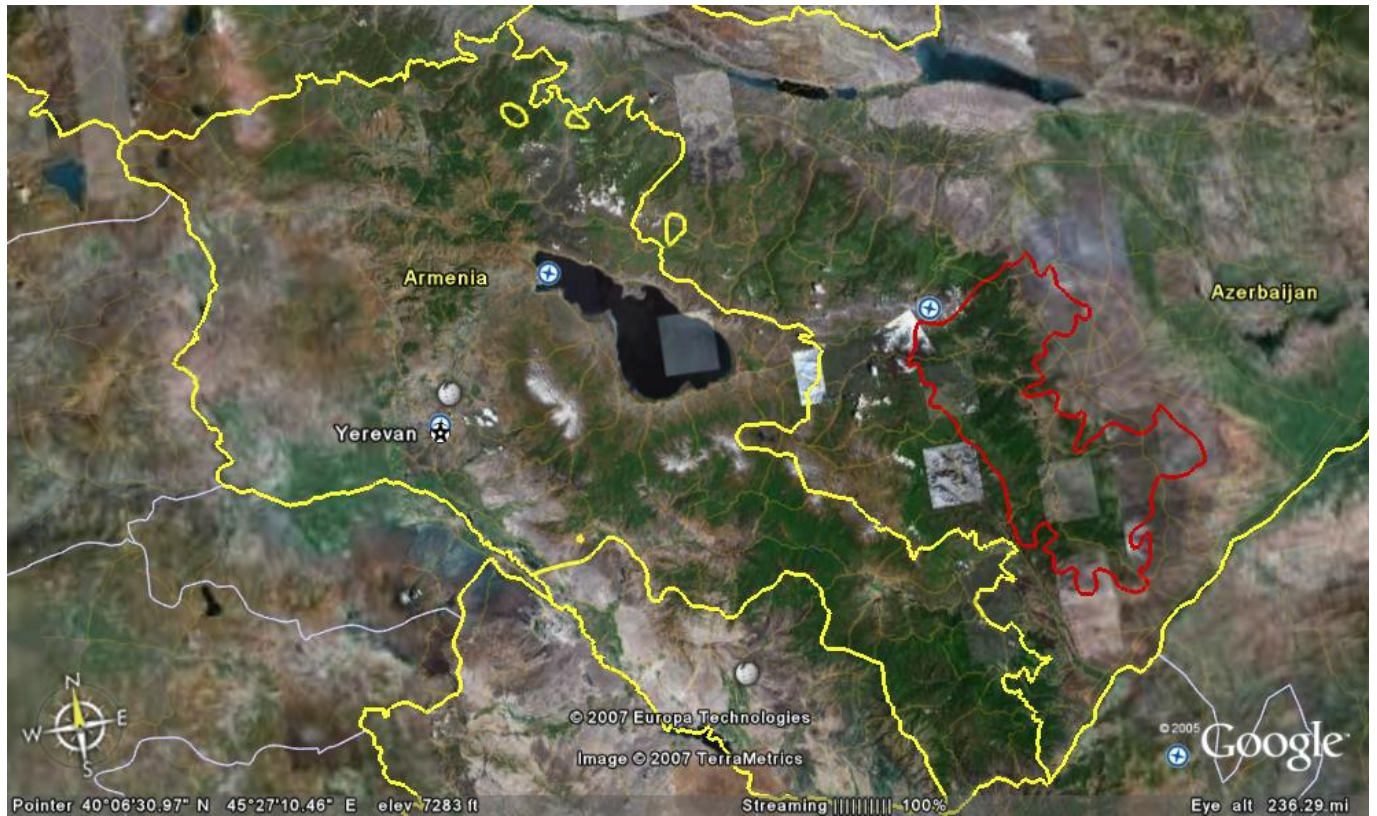 Armenia
Azerbaijan
Yerevan
N
W E
S
© 2007 Europa Technologies
Image © 2007 TerraMetrics
© 2005 Google™
Pointer 40°06'30.97" N 45°27'10.46" E elev 7283 ft Streaming |||||||||| 100% Eye alt 236.29 mi